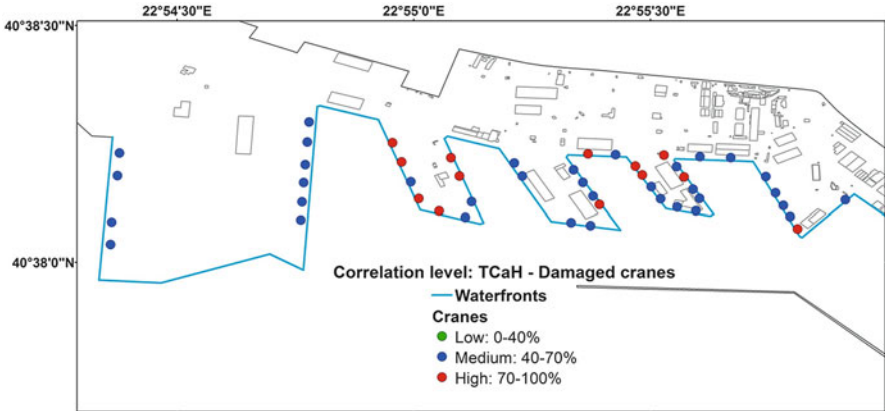 22°54'30"E 22°55'0"E 22°55'30"E
40°38'30"N
40°38'0"N
Correlation level: TCaH - Damaged cranes
Waterfronts
Cranes
Low: 0-40%
Medium: 40-70%
High: 70-100%